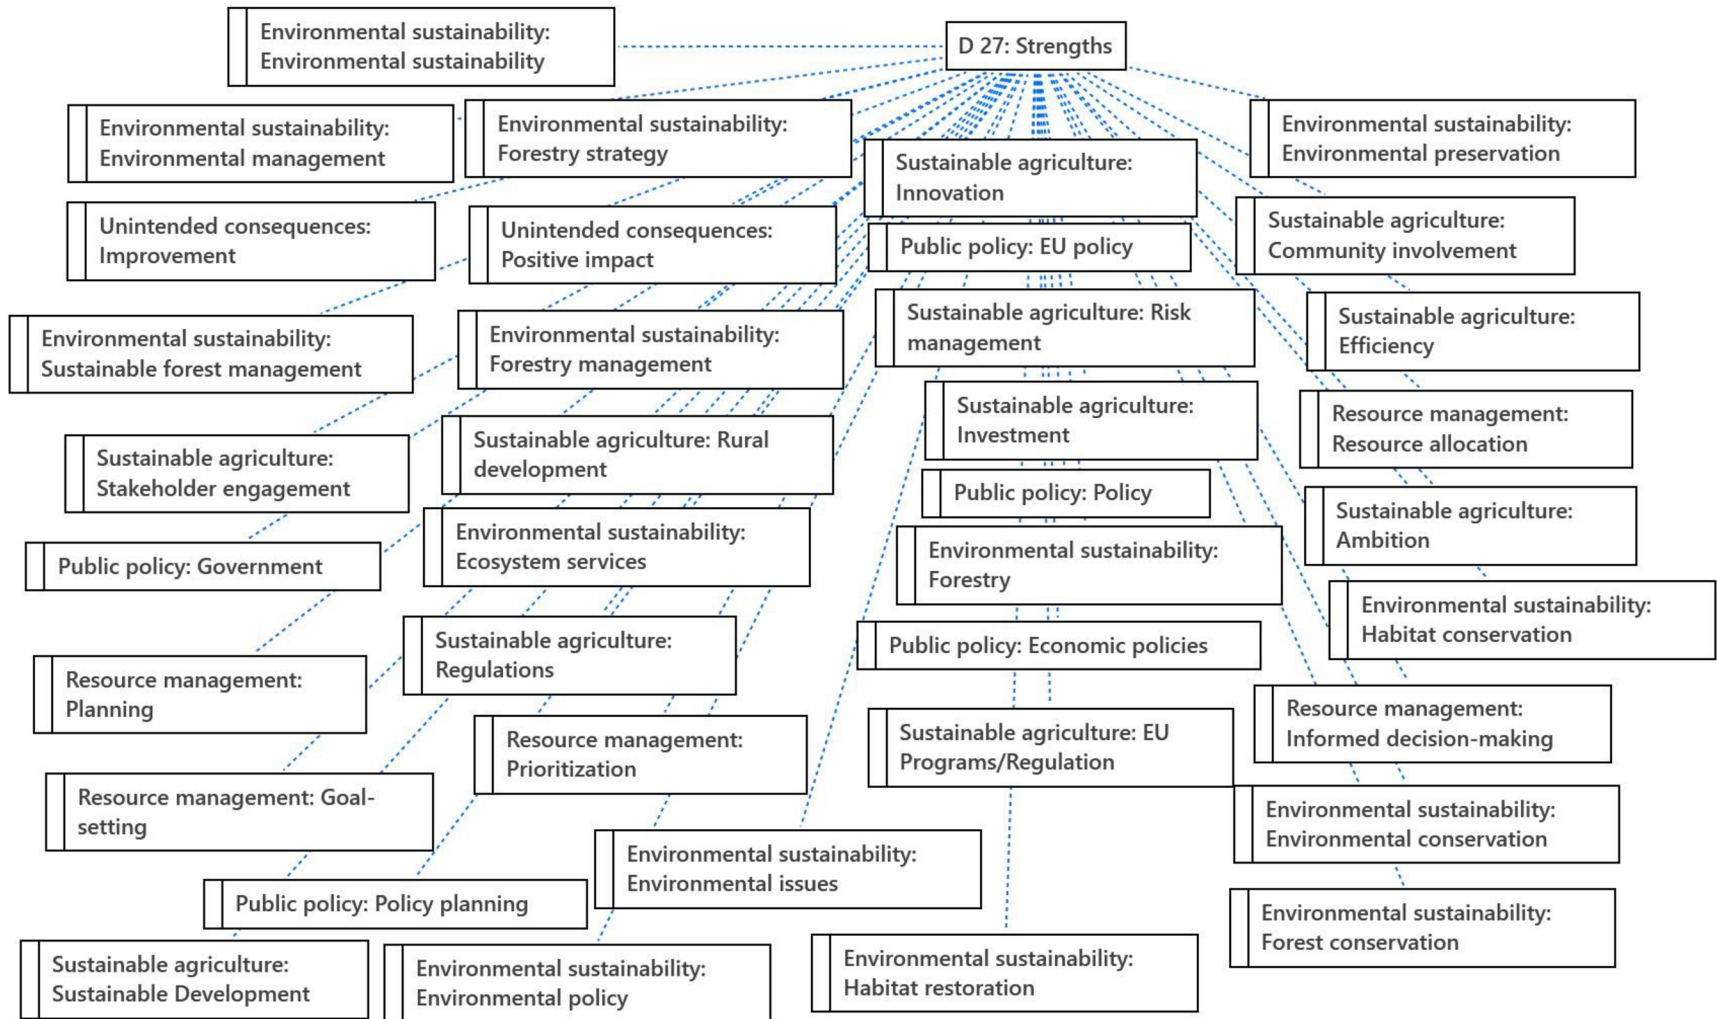 Environmental sustainability:
Environmental sustainability
D 27: Strengths
Environmental sustainability:
Environmental management
Environmental sustainability:
Forestry strategy
Sustainable agriculture:
Innovation
Environmental sustainability:
Environmental preservation
Unintended consequences:
Improvement
Unintended consequences:
Positive impact
Public policy: EU policy
Sustainable agriculture:
Community involvement
Environmental sustainability:
Sustainable forest management
Environmental sustainability:
Forestry management
Sustainable agriculture: Risk
management
Sustainable agriculture:
Efficiency
Sustainable agriculture:
Stakeholder engagement
Sustainable agriculture: Rural
development
Sustainable agriculture:
Investment
Resource management:
Resource allocation
Public policy: Policy
Public policy: Government
Environmental sustainability:
Ecosystem services
Environmental sustainability:
Forestry
Sustainable agriculture:
Ambition
Resource management:
Planning
Sustainable agriculture:
Regulations
Public policy: Economic policies
Environmental sustainability:
Habitat conservation
Resource management:
Prioritization
Sustainable agriculture: EU
Programs/Regulation
Resource management:
Informed decision-making
Resource management: Goal-
setting
Environmental sustainability:
Environmental issues
Environmental sustainability:
Environmental conservation
Public policy: Policy planning
Environmental sustainability:
Forest conservation
Sustainable agriculture:
Sustainable Development
Environmental sustainability:
Environmental policy
Environmental sustainability:
Habitat restoration